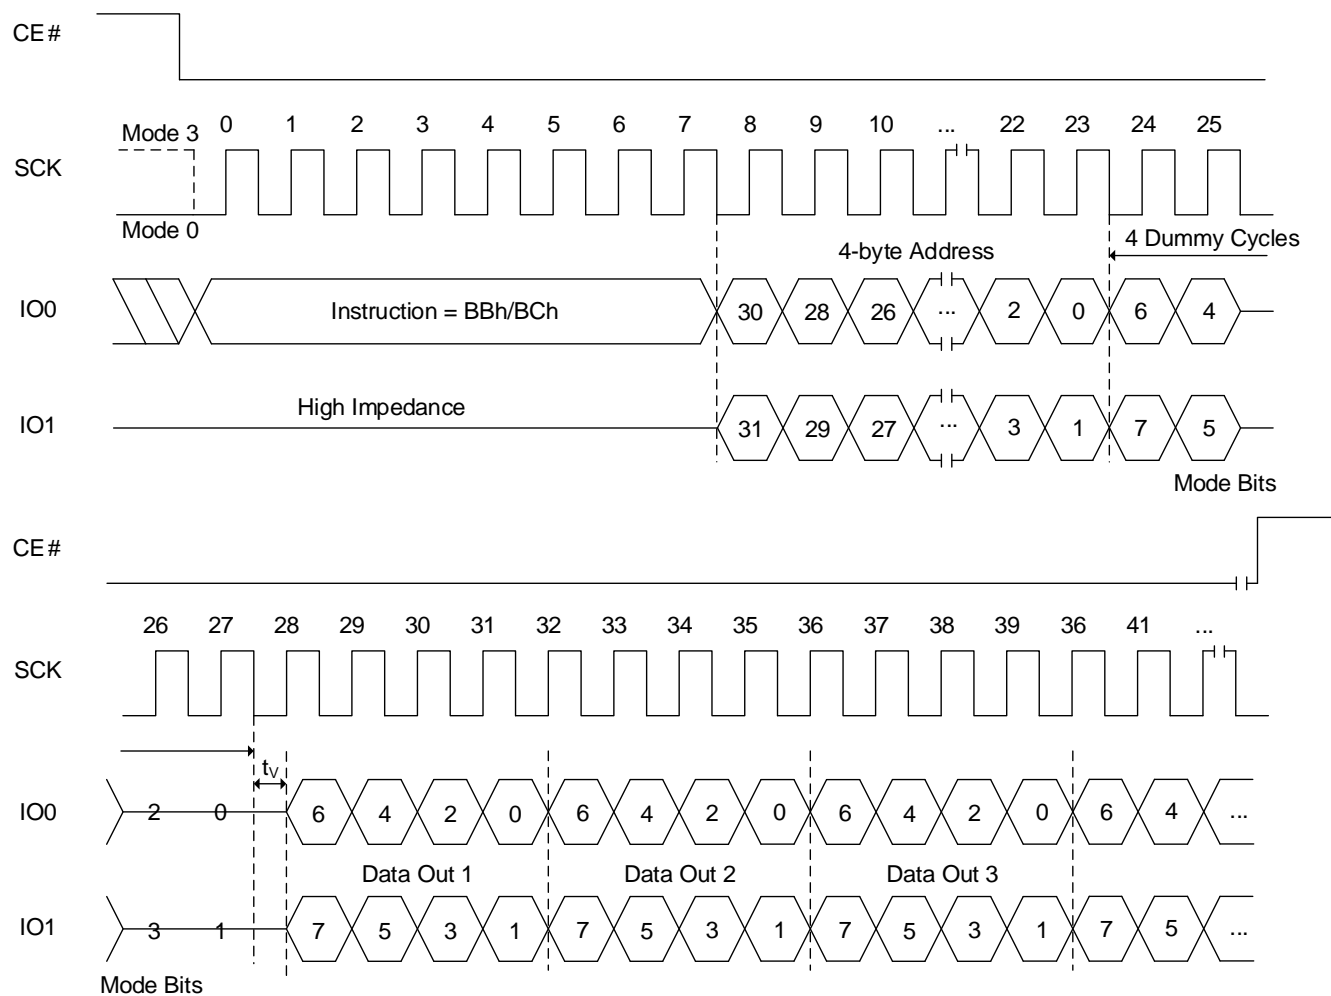 CE#
Mode 3 0 1 2 3 4 5 6 7 8 9 10 ... 22 23 24 25
SCK
Mode 0
4-byte Address
4 Dummy Cycles
IO0 Instruction = BBh/BCh 30 28 26 ... 2 0 6 4
High Impedance
IO1 31 29 27 ... 3 1 7 5
Mode Bits
CE#
26 27 28 29 30 31 32 33 34 35 36 37 38 39 36 41 ...
SCK
tV
IO0 2 0 6 4 2 0 6 4 2 0 6 4 2 0 6 4 ...
Data Out 1 Data Out 2 Data Out 3
IO1 3 1 7 5 3 1 7 5 3 1 7 5 3 1 7 5 ...
Mode Bits